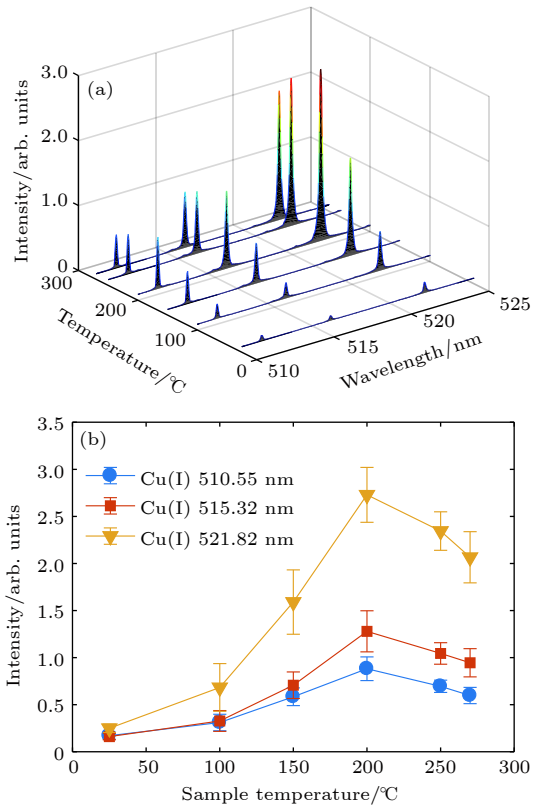 (a)
Intensity/arb. units
3.0
2.0
1.0
0
300
200
100
0
Temperature/℃
510
515
520
525
Wavelength/nm
(b)
Intensity/arb. units
3.5
3.0
2.5
2.0
1.5
1.0
0.5
0
Cu(I) 510.55 nm
Cu(I) 515.32 nm
Cu(I) 521.82 nm
0 50 100 150 200 250 300
Sample temperature/℃